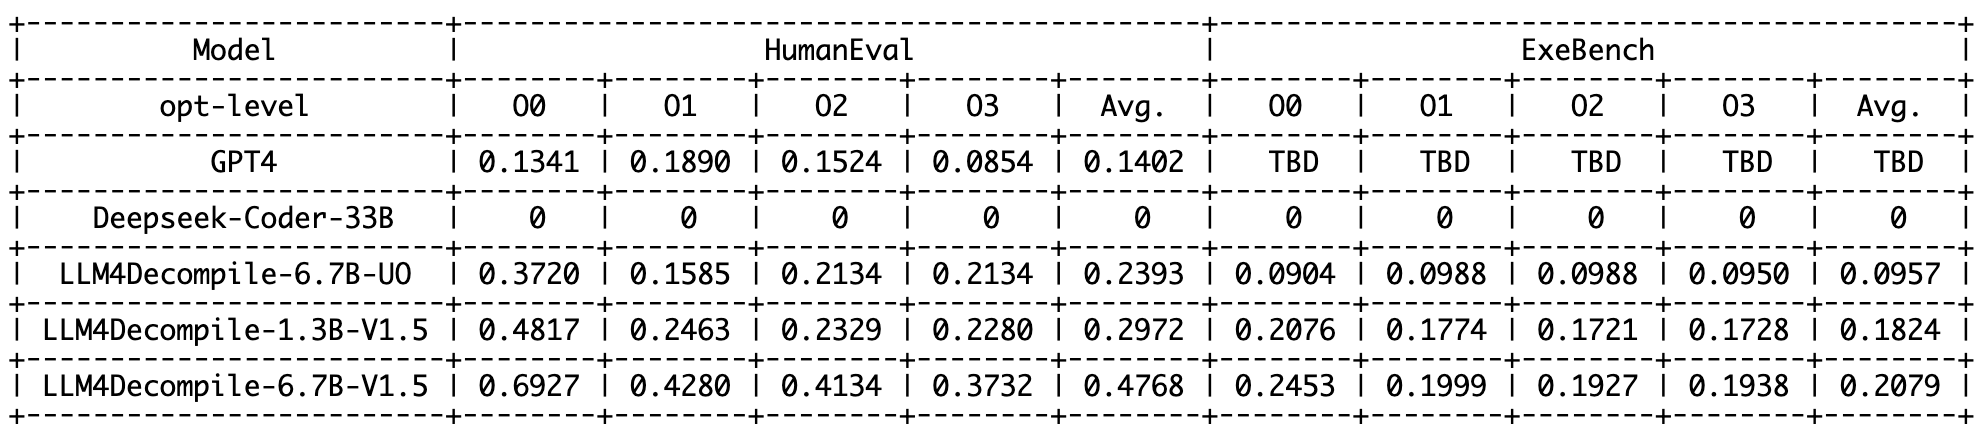 +-----------------------+---------------------------------------------+---------------------------------------------+
| Model | HumanEval | ExeBench |
+-----------------------+--------+--------+--------+--------+--------+--------+--------+--------+--------+--------+
| opt-level | O0 | O1 | O2 | O3 | Avg. | O0 | O1 | O2 | O3 | Avg. |
+-----------------------+--------+--------+--------+--------+--------+--------+--------+--------+--------+--------+
| GPT4 | 0.1341 | 0.1890 | 0.1524 | 0.0854 | 0.1402 | TBD | TBD | TBD | TBD | TBD |
+-----------------------+--------+--------+--------+--------+--------+--------+--------+--------+--------+--------+
| Deepseek-Coder-33B | 0 | 0 | 0 | 0 | 0 | 0 | 0 | 0 | 0 | 0 |
+-----------------------+--------+--------+--------+--------+--------+--------+--------+--------+--------+--------+
| LLM4Decompile-6.7B-UO | 0.3720 | 0.1585 | 0.2134 | 0.2134 | 0.2393 | 0.0904 | 0.0988 | 0.0988 | 0.0950 | 0.0957 |
+-----------------------+--------+--------+--------+--------+--------+--------+--------+--------+--------+--------+
| LLM4Decompile-1.3B-V1.5 | 0.4817 | 0.2463 | 0.2329 | 0.2280 | 0.2972 | 0.2076 | 0.1774 | 0.1721 | 0.1728 | 0.1824 |
+-----------------------+--------+--------+--------+--------+--------+--------+--------+--------+--------+--------+
| LLM4Decompile-6.7B-V1.5 | 0.6927 | 0.4280 | 0.4134 | 0.3732 | 0.4768 | 0.2453 | 0.1999 | 0.1927 | 0.1938 | 0.2079 |
+-----------------------+--------+--------+--------+--------+--------+--------+--------+--------+--------+--------+